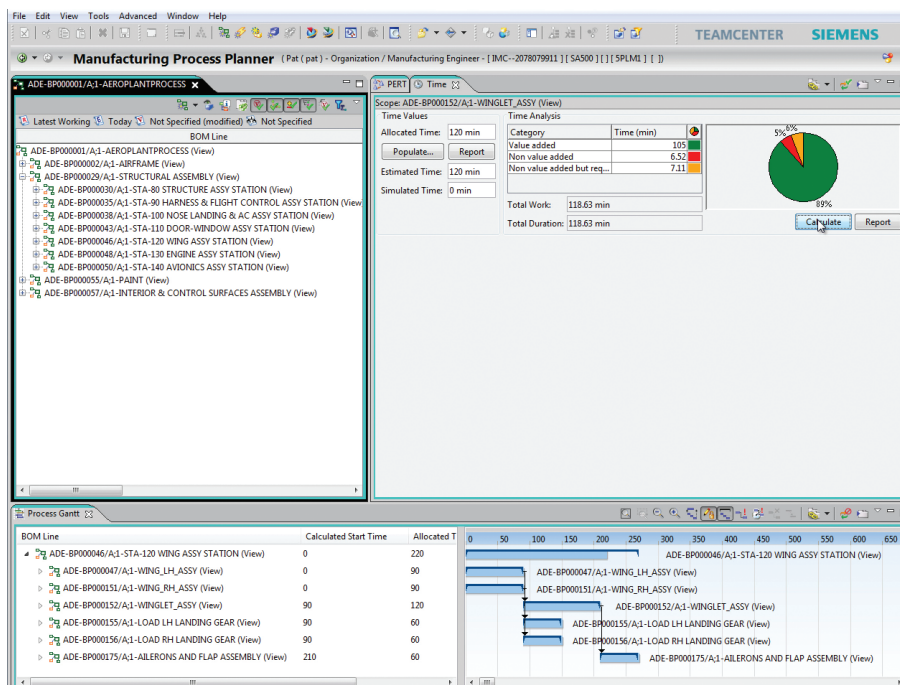 File Edit View Tools Advanced Window Help
TEAMCENTER SIEMENS
Manufacturing Process Planner ( Pat ( pat ) - Organization / Manufacturing Engineer - [ IMC--2078079911 ] [ SA500 ] [ ] [ 5PLM1 ] [ ])
ADE-BP000001/A;1-AEROPLANTPROCESS
Latest Working Today Not Specified (modified) Not Specified
BOM Line
ADE-BP000001/A;1-AEROPLANTPROCESS (View)
ADE-BP000002/A;1-AIRFRAME (View)
ADE-BP000029/A;1-STRUCTURAL ASSEMBLY (View)
ADE-BP000030/A;1-STA-80 STRUCTURE ASSY STATION (View)
ADE-BP000035/A;1-STA-90 HARNESS & FLIGHT CONTROL ASSY STATION (View
ADE-BP000038/A;1-STA-100 NOSE LANDING & AC ASSY STATION (View)
ADE-BP000043/A;1-STA-110 DOOR-WINDOW ASSY STATION (View)
ADE-BP000046/A;1-STA-120 WING ASSY STATION (View)
ADE-BP000048/A;1-STA-130 ENGINE ASSY STATION (View)
ADE-BP000050/A;1-STA-140 AVIONICS ASSY STATION (View)
ADE-BP000055/A;1-PAINT (View)
ADE-BP000057/A;1-INTERIOR & CONTROL SURFACES ASSEMBLY (View)
PERT Time
Scope: ADE-BP000152/A;1-WINGLET_ASSY (View)
Time Values
Allocated Time: 120 min
Populate... Report
Estimated Time: 120 min
Simulated Time: 0 min
Time Analysis
Category Time (min)
Value added 105
Non value added 6.52
Non value added but req... 7.11
Total Work: 118.63 min
Total Duration: 118.63 min
5% 6%
89%
Calculate Report
Process Gantt
BOM Line Calculated Start Time Allocated T
ADE-BP000046/A;1-STA-120 WING ASSY STATION (View) 0 220
ADE-BP000047/A;1-WING_LH_ASSY (View) 0 90
ADE-BP000151/A;1-WING_RH_ASSY (View) 0 90
ADE-BP000152/A;1-WINGLET_ASSY (View) 90 120
ADE-BP000155/A;1-LOAD LH LANDING GEAR (View) 90 60
ADE-BP000156/A;1-LOAD RH LANDING GEAR (View) 90 60
ADE-BP000175/A;1-AILERONS AND FLAP ASSEMBLY (View) 210 60
0 50 100 150 200 250 300 350 400 450 500 550 600 650
ADE-BP000046/A;1-STA-120 WING ASSY STATION (View)
ADE-BP000047/A;1-WING_LH_ASSY (View)
ADE-BP000151/A;1-WING_RH_ASSY (View)
ADE-BP000152/A;1-WINGLET_ASSY (View)
ADE-BP000155/A;1-LOAD LH LANDING GEAR (View)
ADE-BP000156/A;1-LOAD RH LANDING GEAR (View)
ADE-BP000175/A;1-AILERONS AND FLAP ASSEMBLY (View)